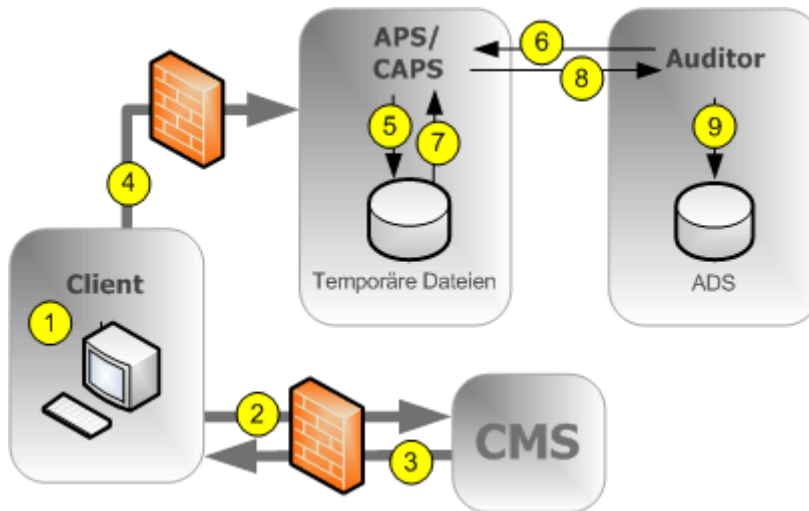 APS/
CAPS
6
8
Auditor
5
7
9
4
Temporäre Dateien
ADS
Client
1
2
3
CMS